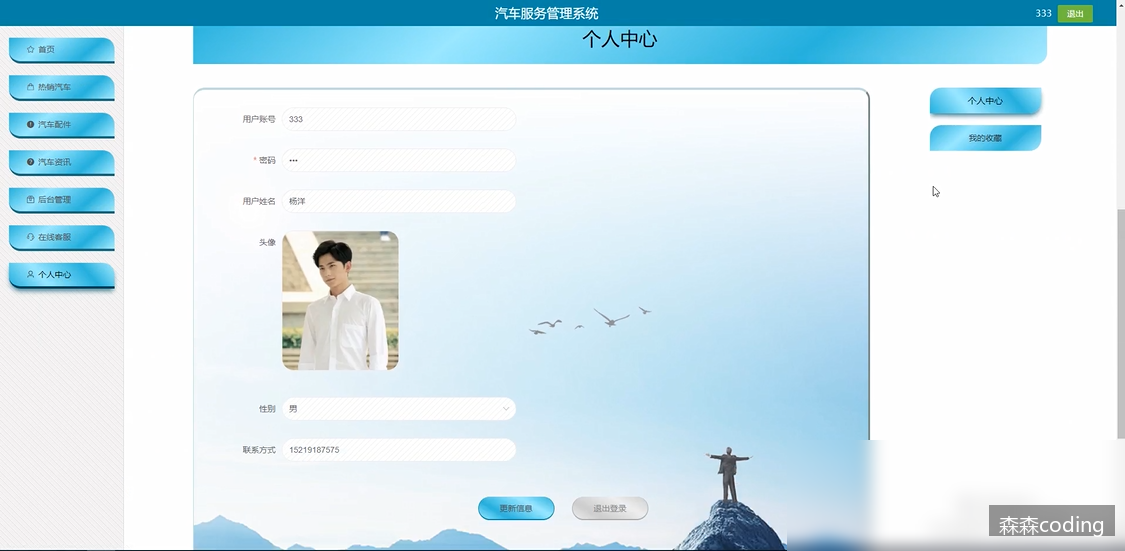 汽车服务管理系统
333 退出
个人中心
首页
热销汽车
汽车配件
汽车资讯
后台管理
在线客服
个人中心
用户账号 333
* 密码 •••
用户姓名 杨洋
头像
性别 男
联系方式 15219187575
更新信息 退出登录
个人中心
我的收藏
森森coding